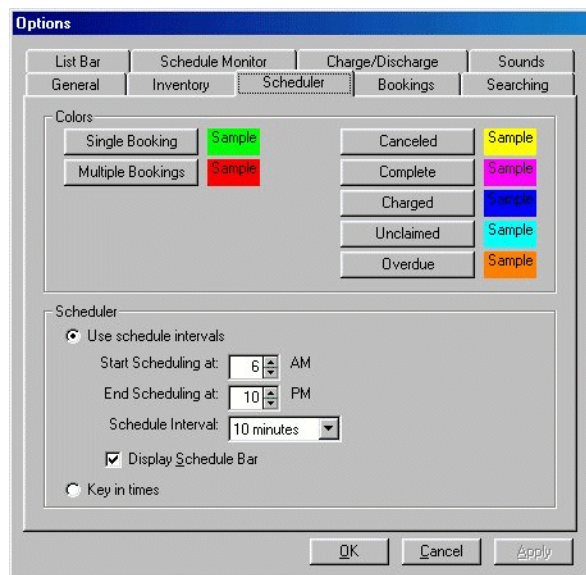 Options
List Bar Schedule Monitor Charge/Discharge Sounds
General Inventory Scheduler Bookings Searching
Colors
Single Booking Sample Canceled Sample
Multiple Bookings Sample Complete Sample
Charged Sample
Unclaimed Sample
Overdue Sample
Scheduler
Use schedule intervals
Start Scheduling at: 6 AM
End Scheduling at: 10 PM
Schedule Interval: 10 minutes
Display Schedule Bar
Key in times
OK Cancel Apply